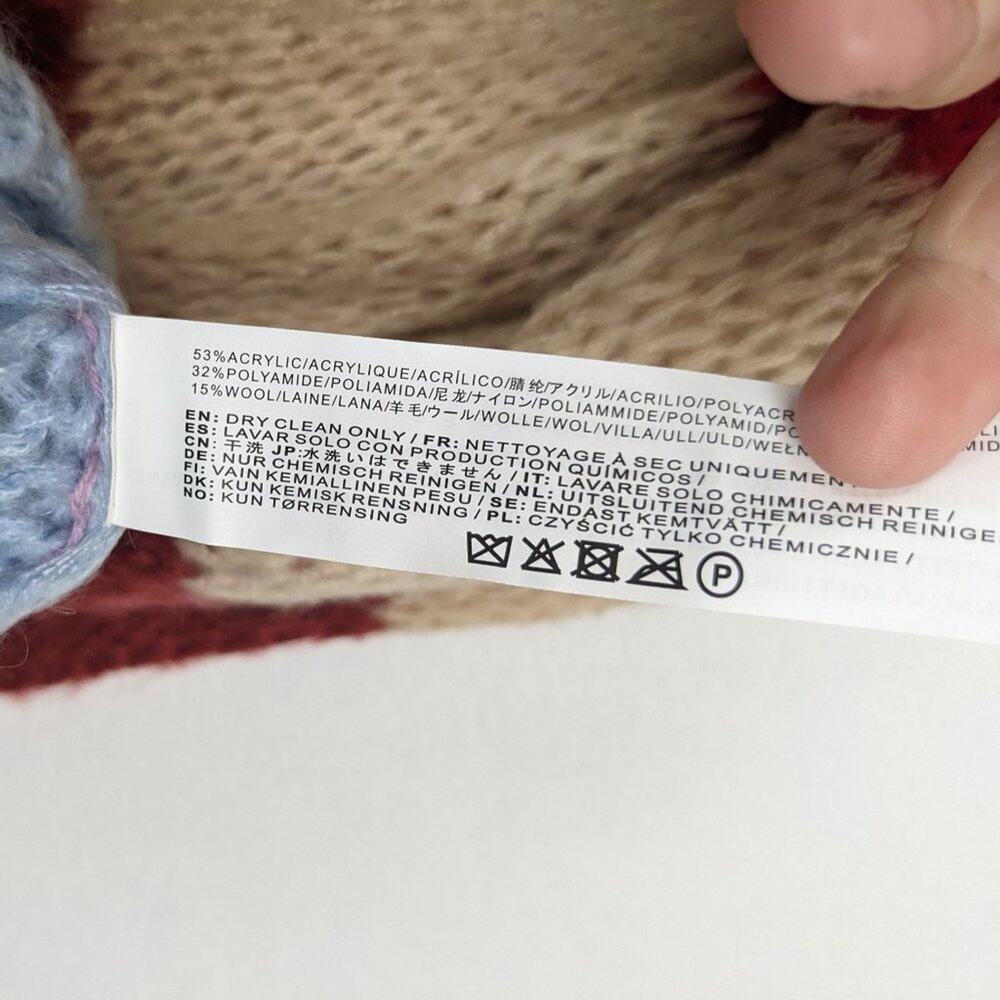 53%ACRYLIC/ACRYLIQUE/ACRÍLICO/腈纶/アクリル/ACRILIO/POLYACR
32%POLYAMIDE/POLIAMIDA/尼龙/ナイロン/POLIAMMIDE/POLYAMID/
15%WOOL/LAINE/LANA/羊毛/ウール/WOLLE/WOL/VILLA/ULL/ULD/WEŁN
EN: DRY CLEAN ONLY / FR: NETTOYAGE À SEC UNIQUEMEN
ES: LAVAR SOLO CON PRODUCTION QUÍMICOS /
CN: 干洗 JP:水洗いはできません / IT: LAVARE SOLO CHIMICAMENTE /
DE: NUR CHEMISCH REINIGEN / NL: UITSLUITEND CHEMISCH REINIGE
FI: VAIN KEMIALLINEN PESU / SE: ENDAST KEMTVÄTT /
DK: KUN KEMISK RENSNING / PL: CZYŚCIĆ TYLKO CHEMICZNIE /
NO: KUN TØRRENSING
P